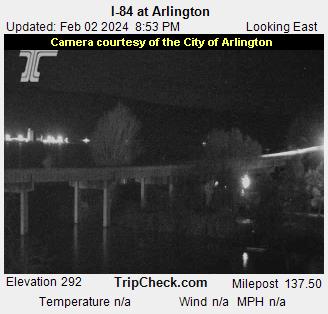 I-84 at Arlington
Updated: Feb 02 2024 8:53 PM Looking East
Camera courtesy of the City of Arlington
Elevation 292 TripCheck.com Milepost 137.50
Temperature n/a Wind n/a MPH n/a